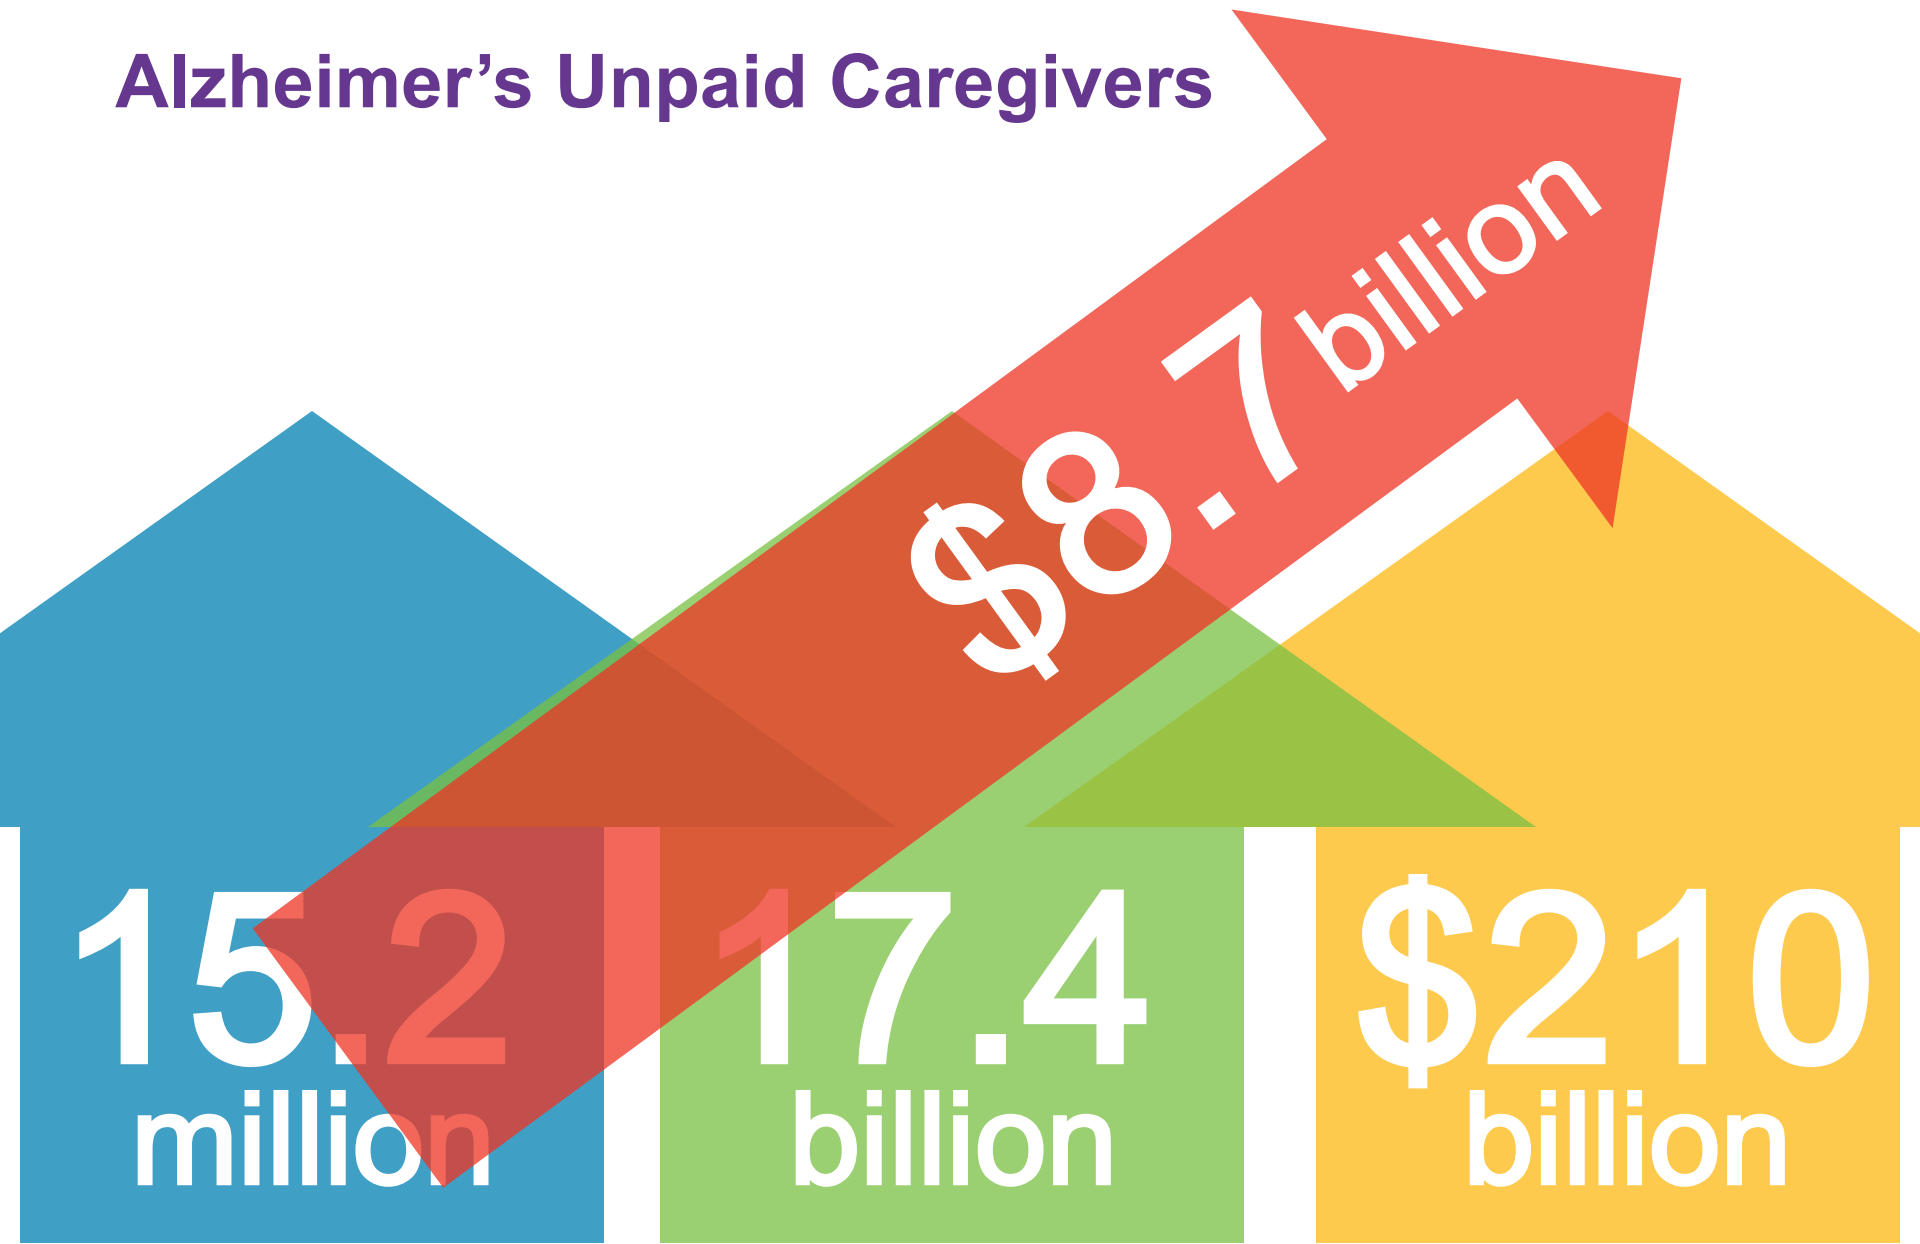 Alzheimer’s Unpaid Caregivers
$8.7 billion
15.2
million
17.4
billion
$210
billion